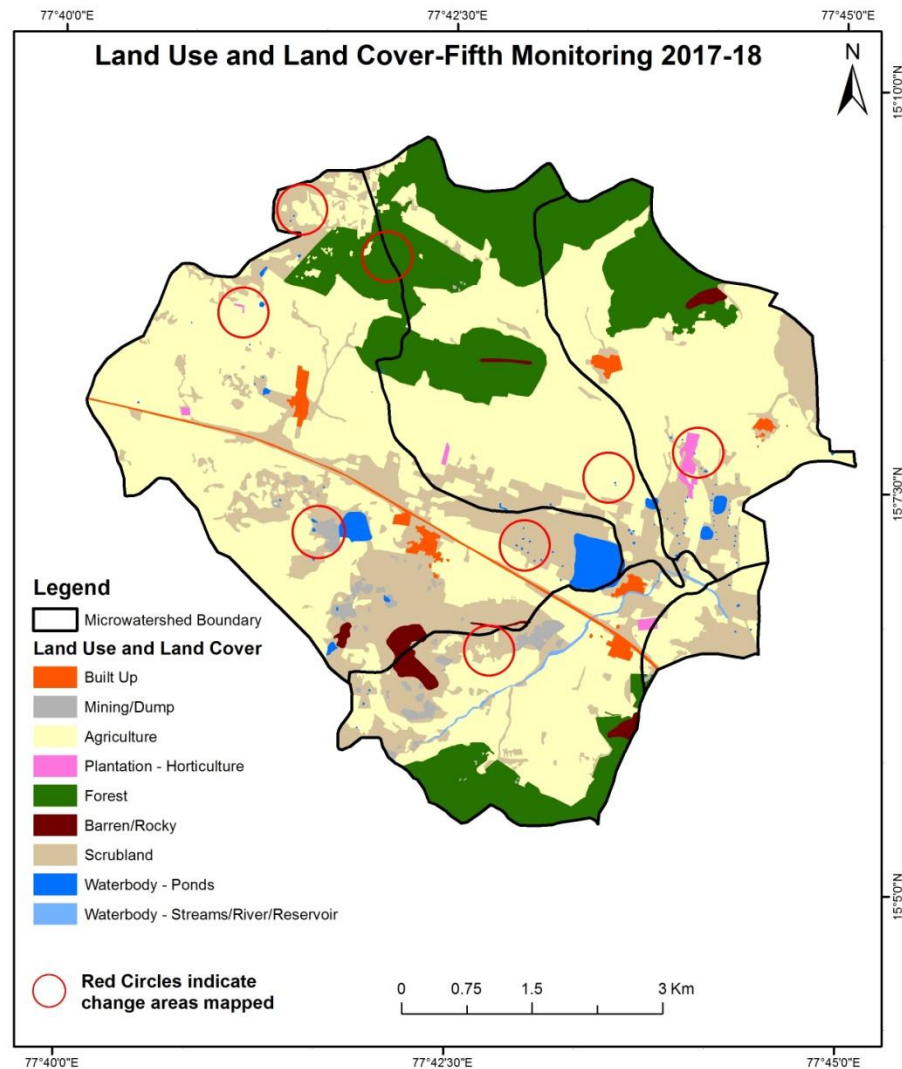 77°40'0"E
77°42'30"E
77°45'0"E
Land Use and Land Cover-Fifth Monitoring 2017-18
N
15°10'0"N
15°7'30"N
15°5'0"N
Legend
Microwatershed Boundary
Land Use and Land Cover
Built Up
Mining/Dump
Agriculture
Plantation - Horticulture
Forest
Barren/Rocky
Scrubland
Waterbody - Ponds
Waterbody - Streams/River/Reservoir
Red Circles indicate
change areas mapped
0 0.75 1.5 3 Km
77°40'0"E
77°42'30"E
77°45'0"E